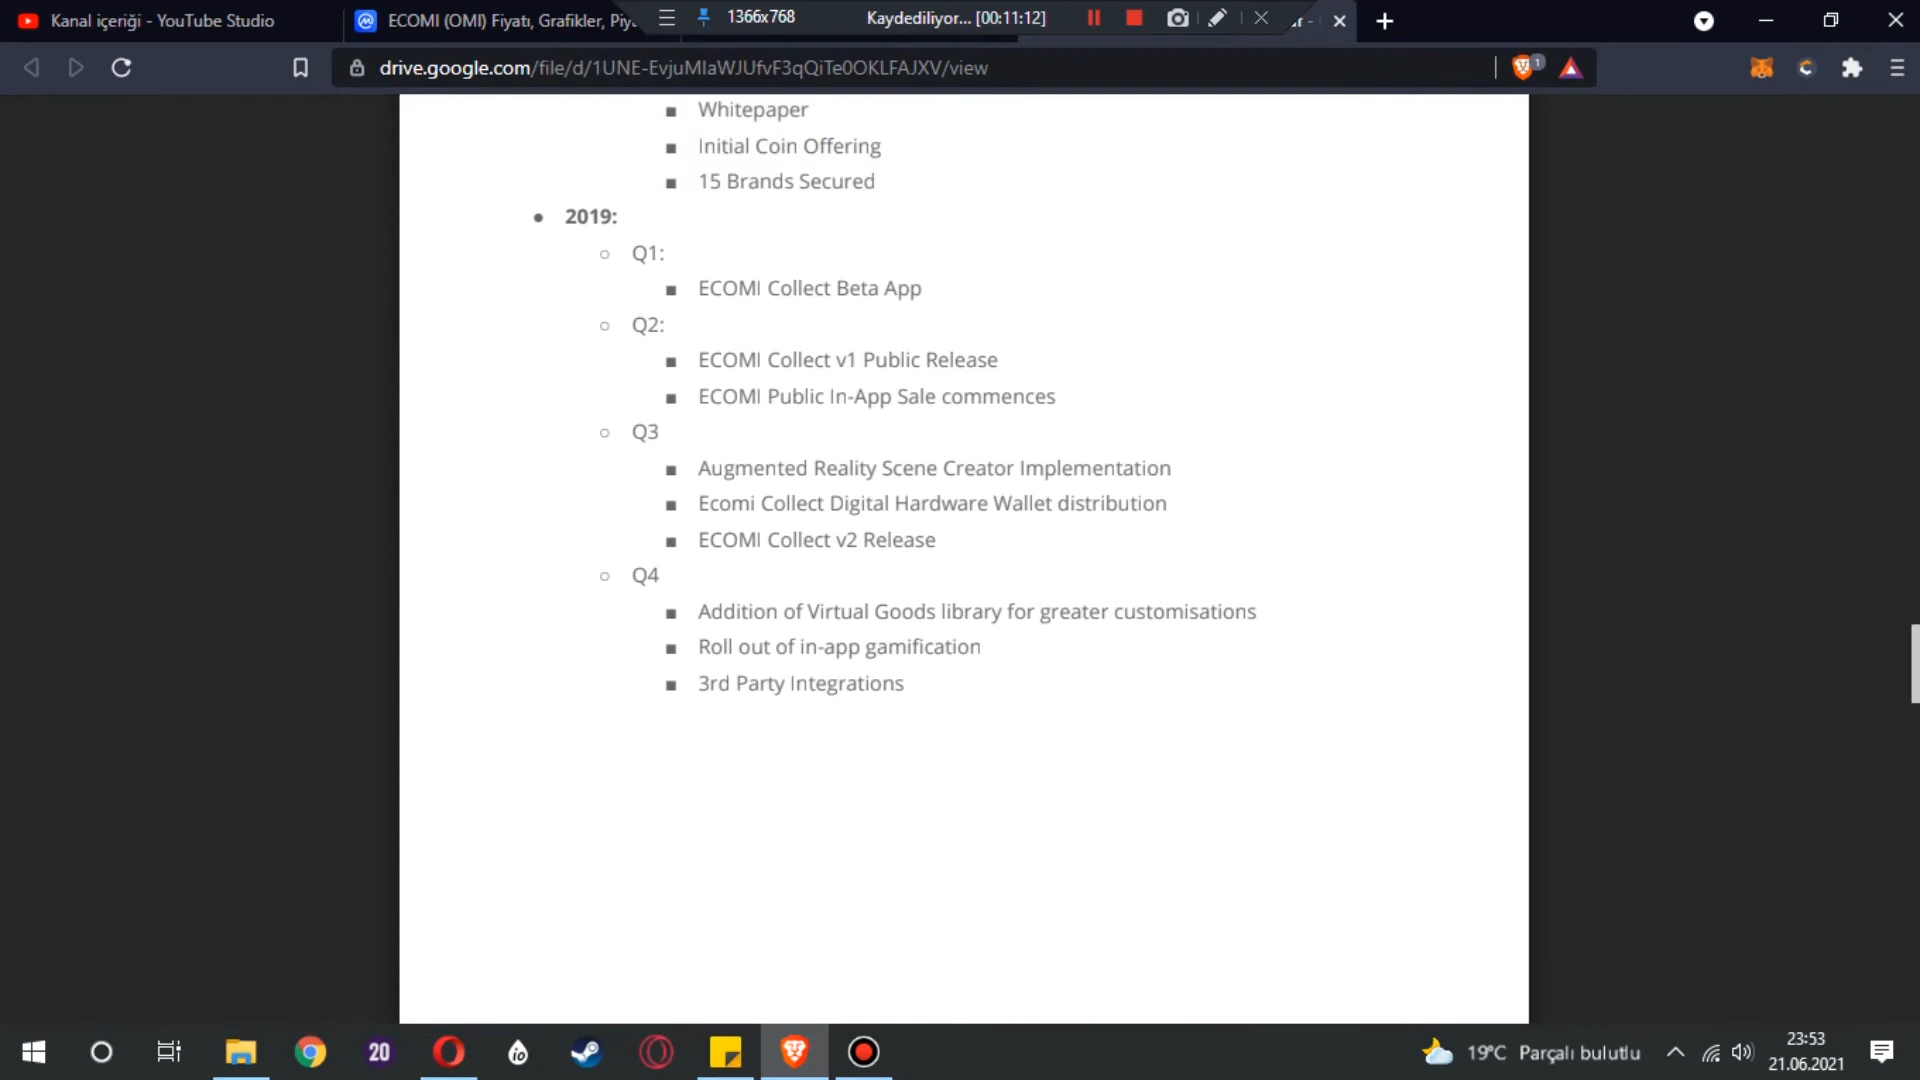 Kanal içeriği - YouTube Studio
ECOMI (OMI) Fiyatı, Grafikler, Piy
1366x768
Kaydediliyor... [00:11:12]
drive.google.com/file/d/1UNE-EvjuMIaWJUfvF3qQiTe0OKLFAJXV/view
1
Whitepaper
Initial Coin Offering
15 Brands Secured
2019:
Q1:
ECOMI Collect Beta App
Q2:
ECOMI Collect v1 Public Release
ECOMI Public In-App Sale commences
Q3
Augmented Reality Scene Creator Implementation
Ecomi Collect Digital Hardware Wallet distribution
ECOMI Collect v2 Release
Q4
Addition of Virtual Goods library for greater customisations
Roll out of in-app gamification
3rd Party Integrations
20
io
19°C Parçalı bulutlu
23:53
21.06.2021